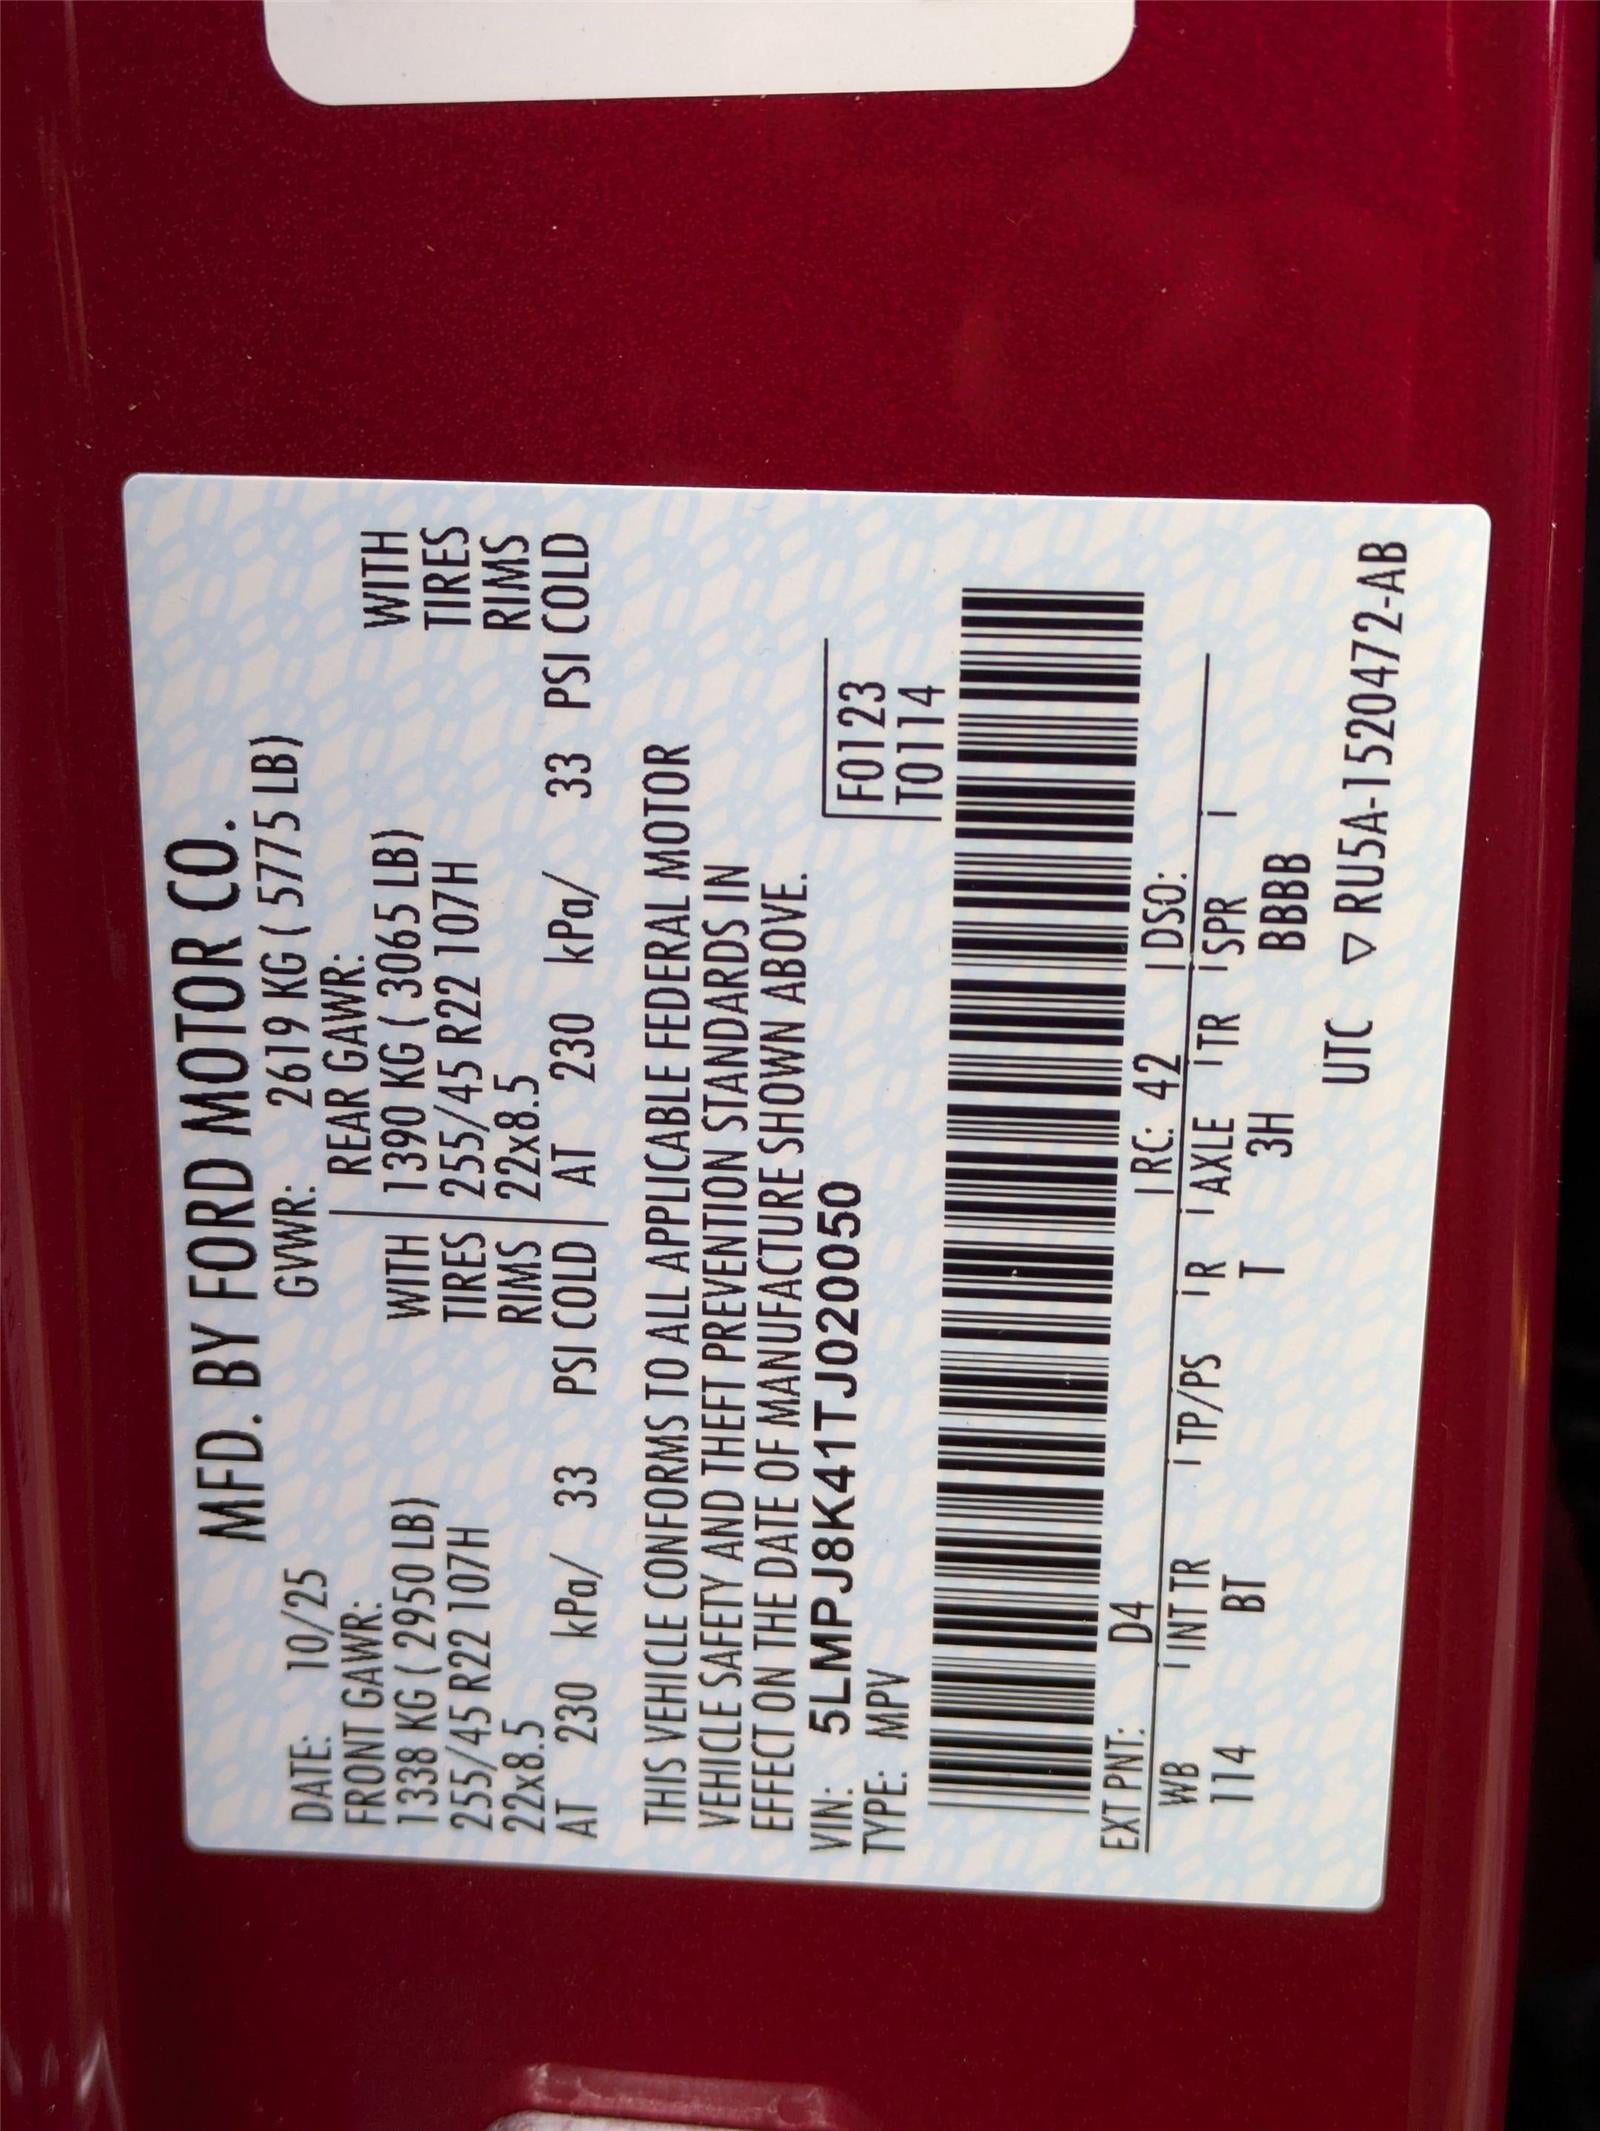 MFD. BY FORD MOTOR CO.
DATE: 10/25 GVWR: 2619 KG ( 5775 LB)
FRONT GAWR: REAR GAWR:
1338 KG ( 2950 LB) WITH 1390 KG ( 3065 LB) WITH
255/45 R22 107H TIRES 255/45 R22 107H TIRES
22x8.5 RIMS 22x8.5 RIMS
AT 230 kPa/ 33 PSI COLD AT 230 kPa/ 33 PSI COLD
THIS VEHICLE CONFORMS TO ALL APPLICABLE FEDERAL MOTOR
VEHICLE SAFETY AND THEFT PREVENTION STANDARDS IN
EFFECT ON THE DATE OF MANUFACTURE SHOWN ABOVE.
VIN: 5LMPJ8K41TJ020050 F0123
TYPE: MPV T0114
EXT PNT: D4 RC: 42 DSO:
WB INT TR TP/PS R AXLE TR SPR
114 BT T 3H BBBB
UTC ▽ RU5A-1520472-AB